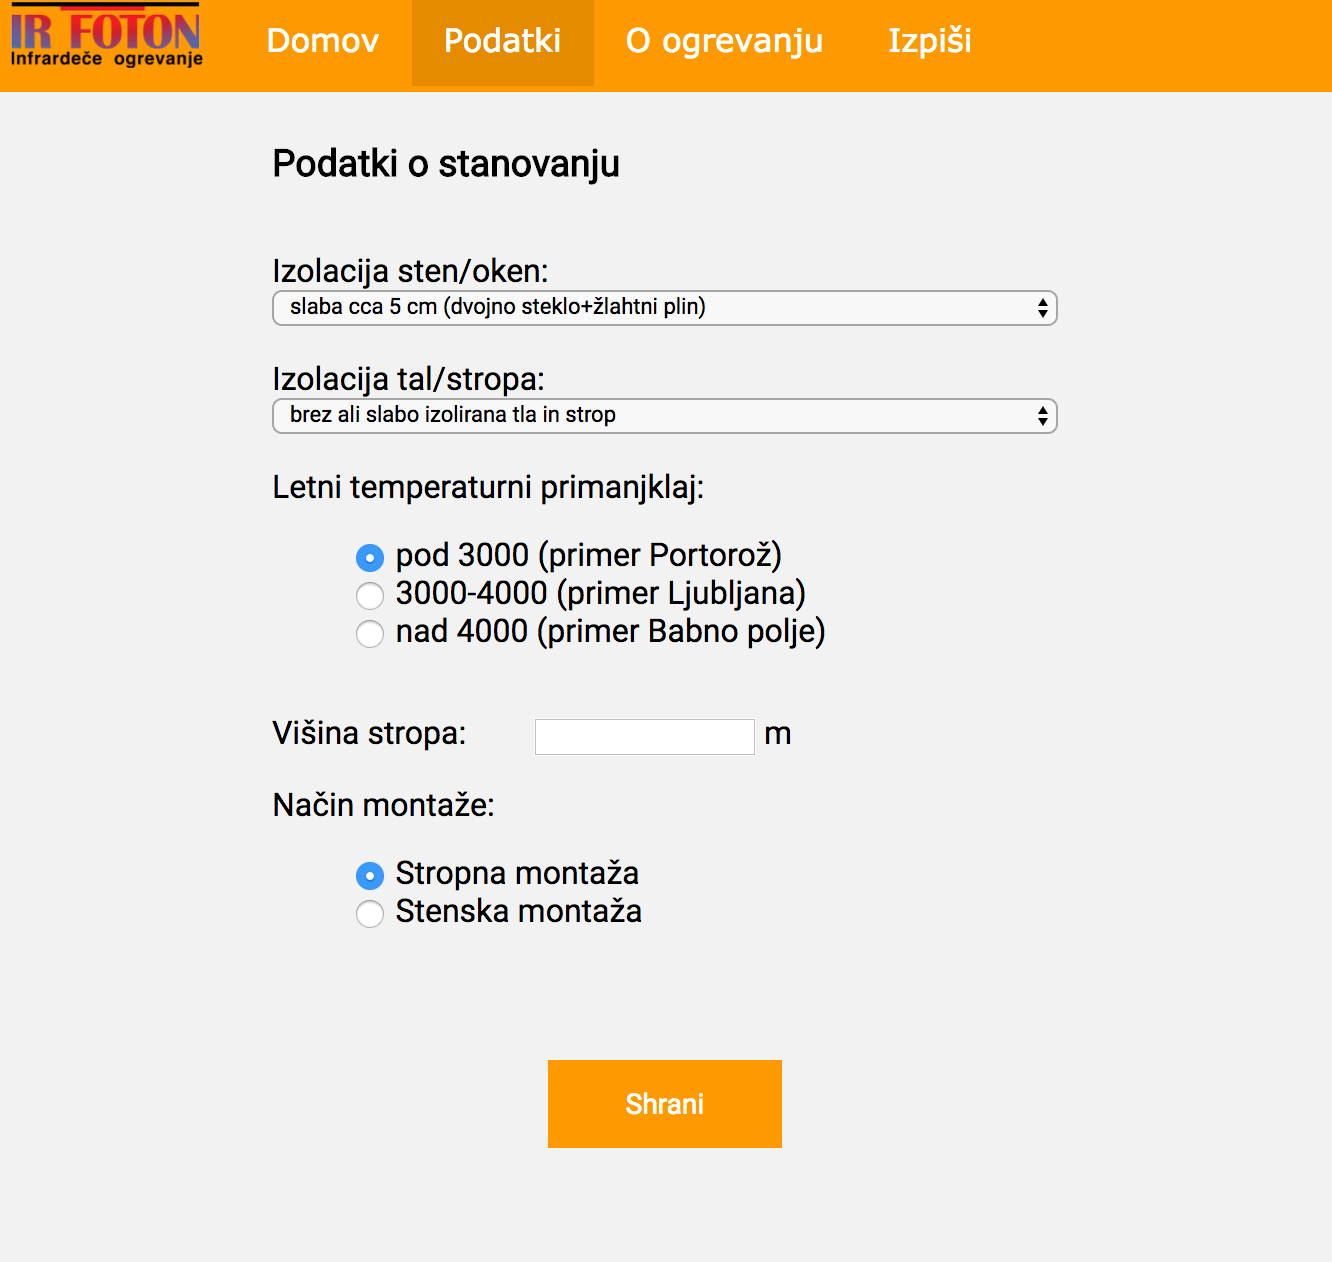 IR FOTON
Infrardeče ogrevanje
Domov
Podatki
O ogrevanju
Izpiši
Podatki o stanovanju
Izolacija sten/oken:
slaba cca 5 cm (dvojno steklo+žlahtni plin)
Izolacija tal/stropa:
brez ali slabo izolirana tla in strop
Letni temperaturni primanjklaj:
pod 3000 (primer Portorož)
3000-4000 (primer Ljubljana)
nad 4000 (primer Babno polje)
Višina stropa: m
Način montaže:
Stropna montaža
Stenska montaža
Shrani